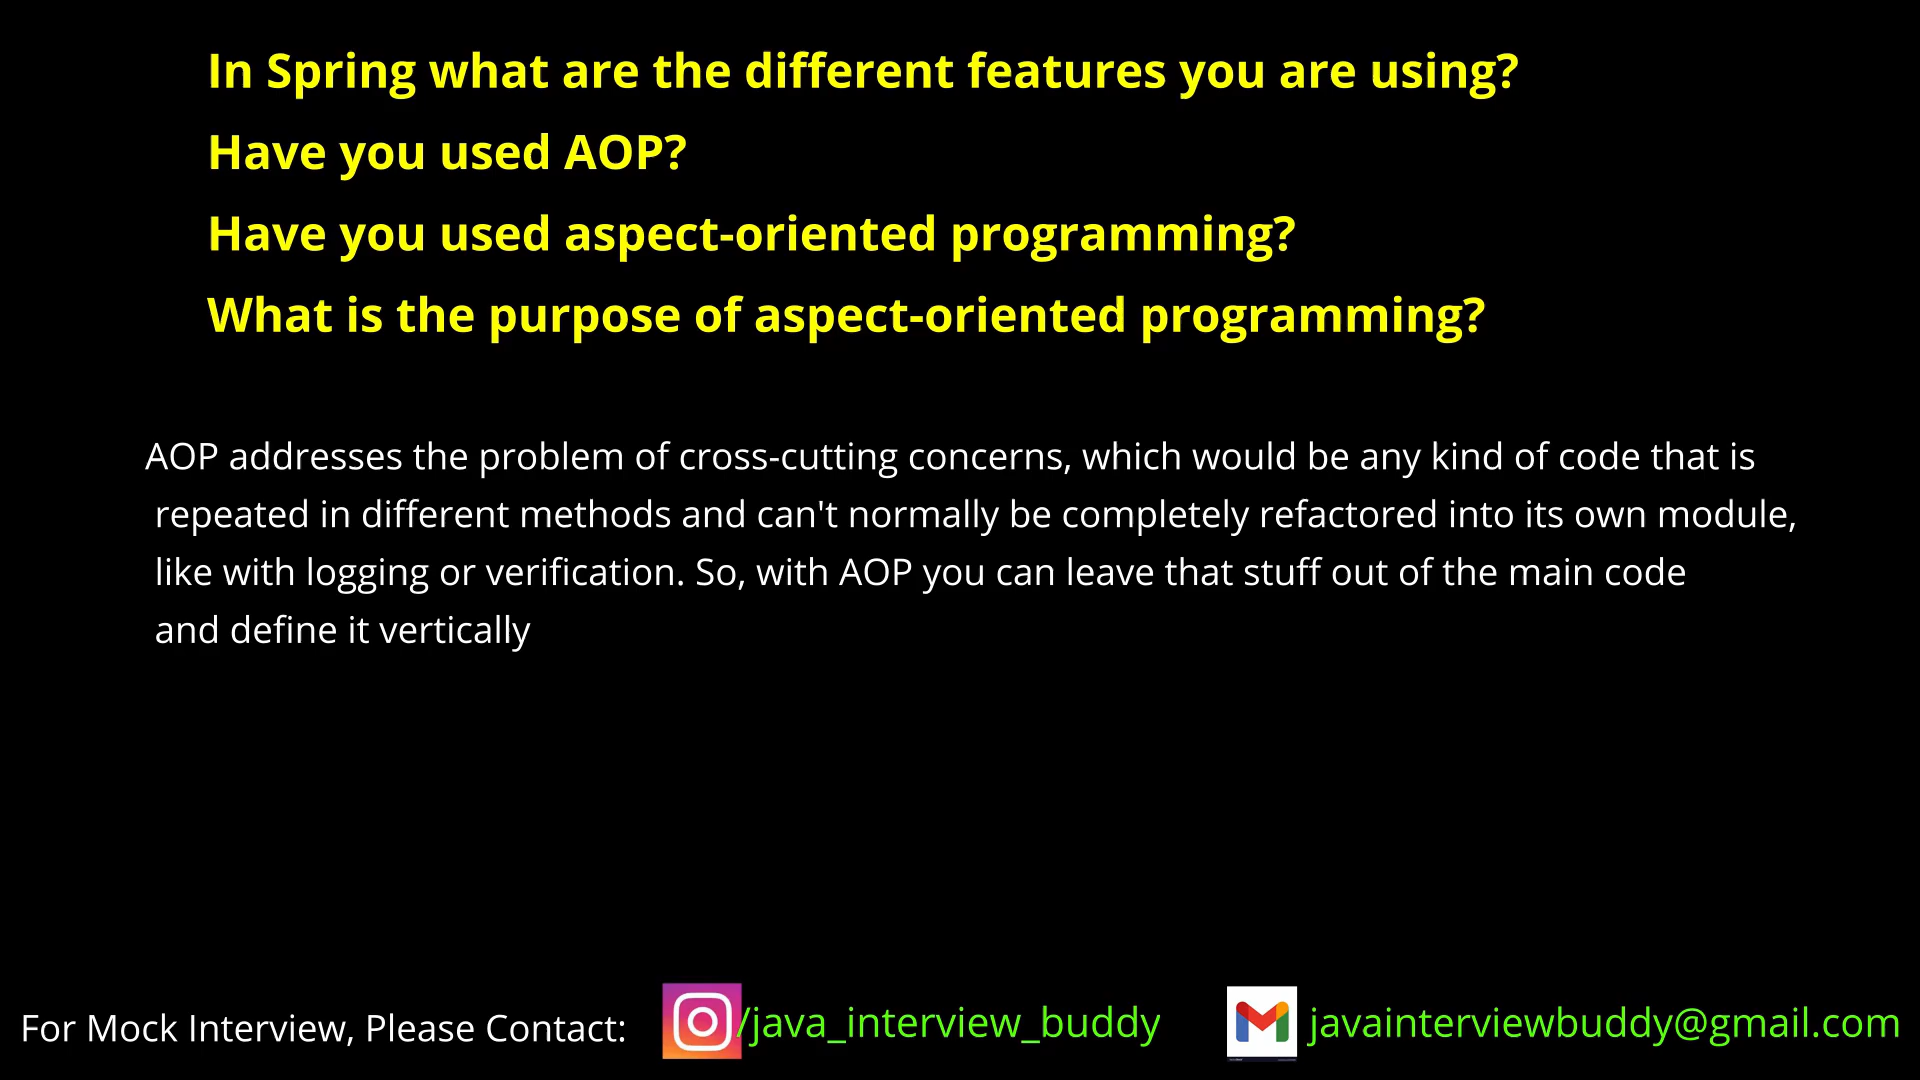 In Spring what are the different features you are using?
Have you used AOP?
Have you used aspect-oriented programming?
What is the purpose of aspect-oriented programming?
AOP addresses the problem of cross-cutting concerns, which would be any kind of code that is
repeated in different methods and can't normally be completely refactored into its own module,
like with logging or verification. So, with AOP you can leave that stuff out of the main code
and define it vertically
For Mock Interview, Please Contact: /java_interview_buddy javainterviewbuddy@gmail.com